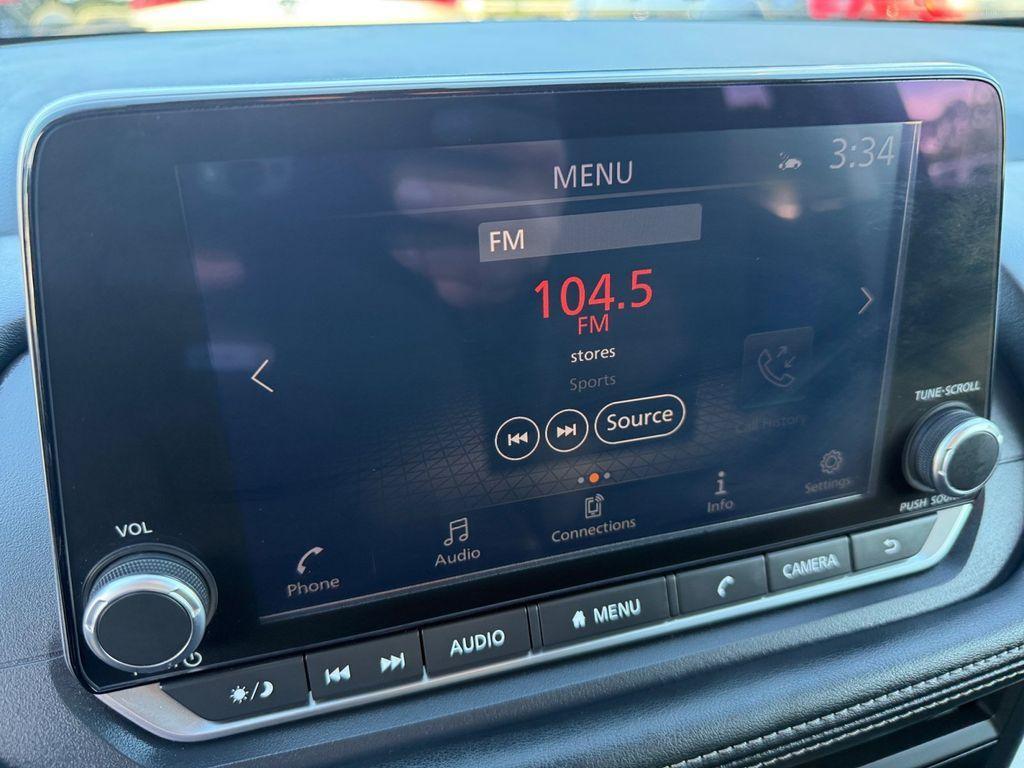 MENU
3:34
FM
104.5
FM
stores
Sports
Source
Call History
Phone
Audio
Connections
Info
Settings
VOL
TUNE·SCROLL
PUSH
AUDIO
MENU
CAMERA